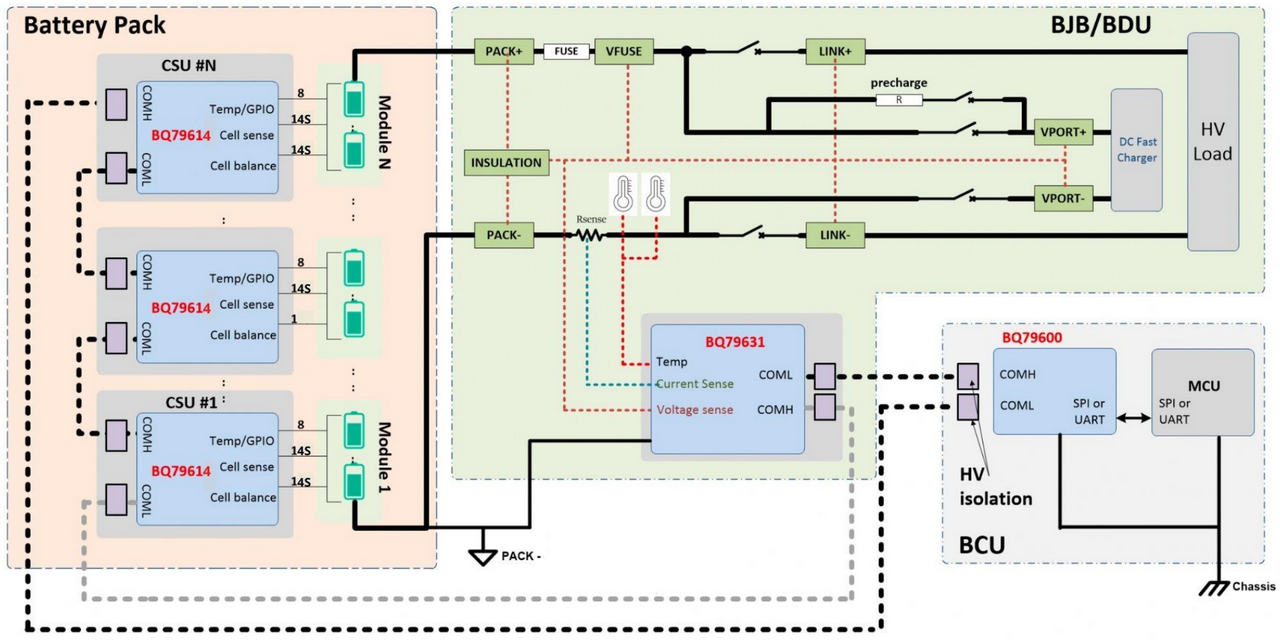 Battery Pack
CSU #N
COMH
COML
BQ79614
Temp/GPIO
Cell sense
Cell balance
8
14S
14S
Module N
COMH
COML
BQ79614
Temp/GPIO
Cell sense
Cell balance
8
14S
1
CSU #1
COMH
COML
BQ79614
Temp/GPIO
Cell sense
Cell balance
8
14S
14S
Module 1
BJB/BDU
PACK+
FUSE
VFUSE
LINK+
precharge
R
VPORT+
DC Fast
Charger
HV
Load
INSULATION
VPORT-
Rsense
PACK-
LINK-
BQ79631
Temp
Current Sense
Voltage sense
COML
COMH
PACK -
BQ79600
COMH
COML
SPI or
UART
MCU
SPI or
UART
HV
isolation
BCU
Chassis